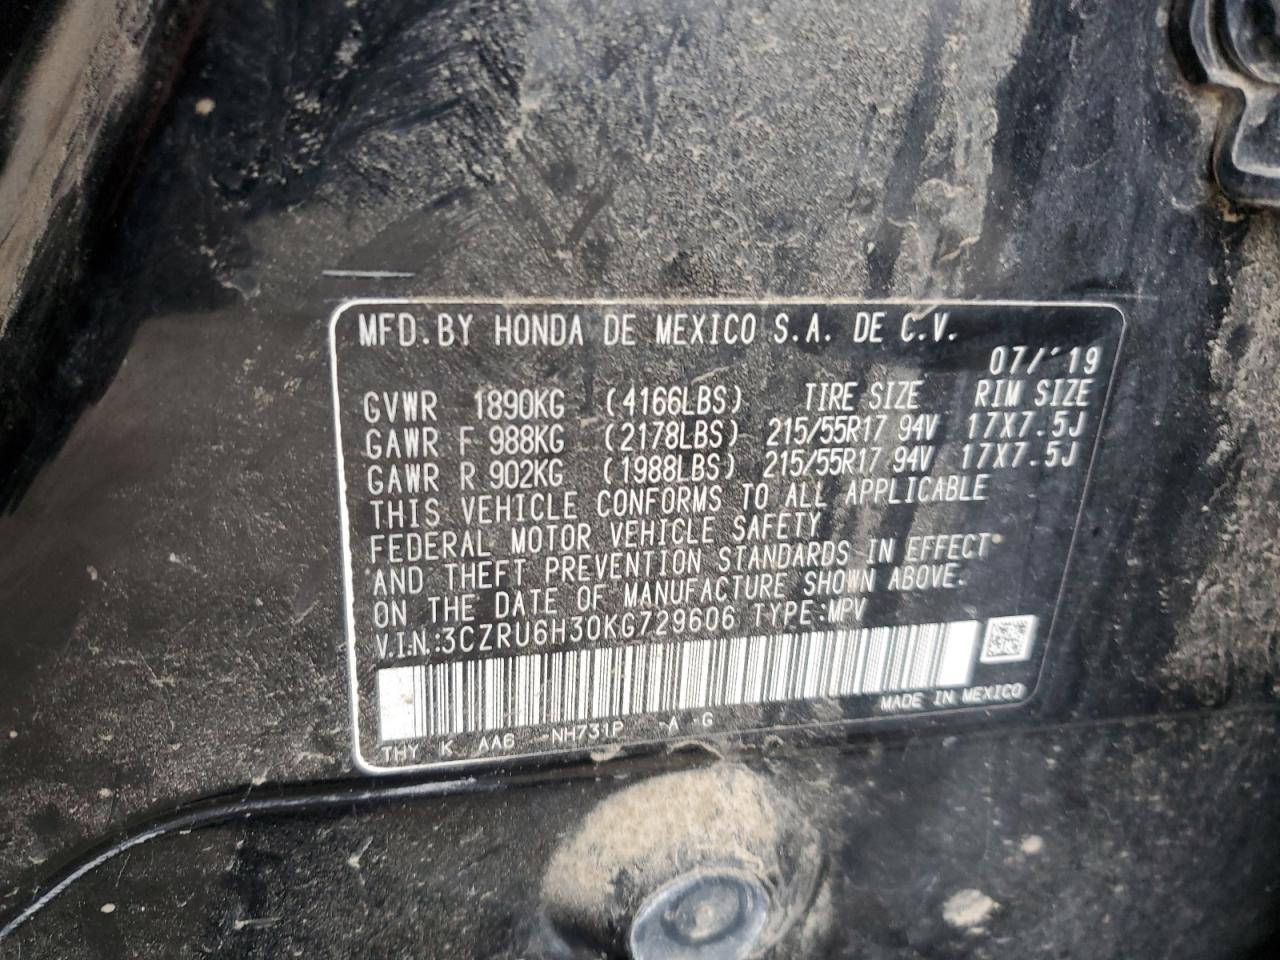 MFD. BY HONDA DE MEXICO S.A. DE C.V.
07/'19
GVWR 1890KG (4166LBS) TIRE SIZE RIM SIZE
GAWR F 988KG (2178LBS) 215/55R17 94V 17X7.5J
GAWR R 902KG (1988LBS) 215/55R17 94V 17X7.5J
THIS VEHICLE CONFORMS TO ALL APPLICABLE
FEDERAL MOTOR VEHICLE SAFETY
AND THEFT PREVENTION STANDARDS IN EFFECT
ON THE DATE OF MANUFACTURE SHOWN ABOVE.
V.I.N.:3CZRU6H30KG729606 TYPE:MPV
MADE IN MEXICO
THY K AA6 -NH731P -A -G